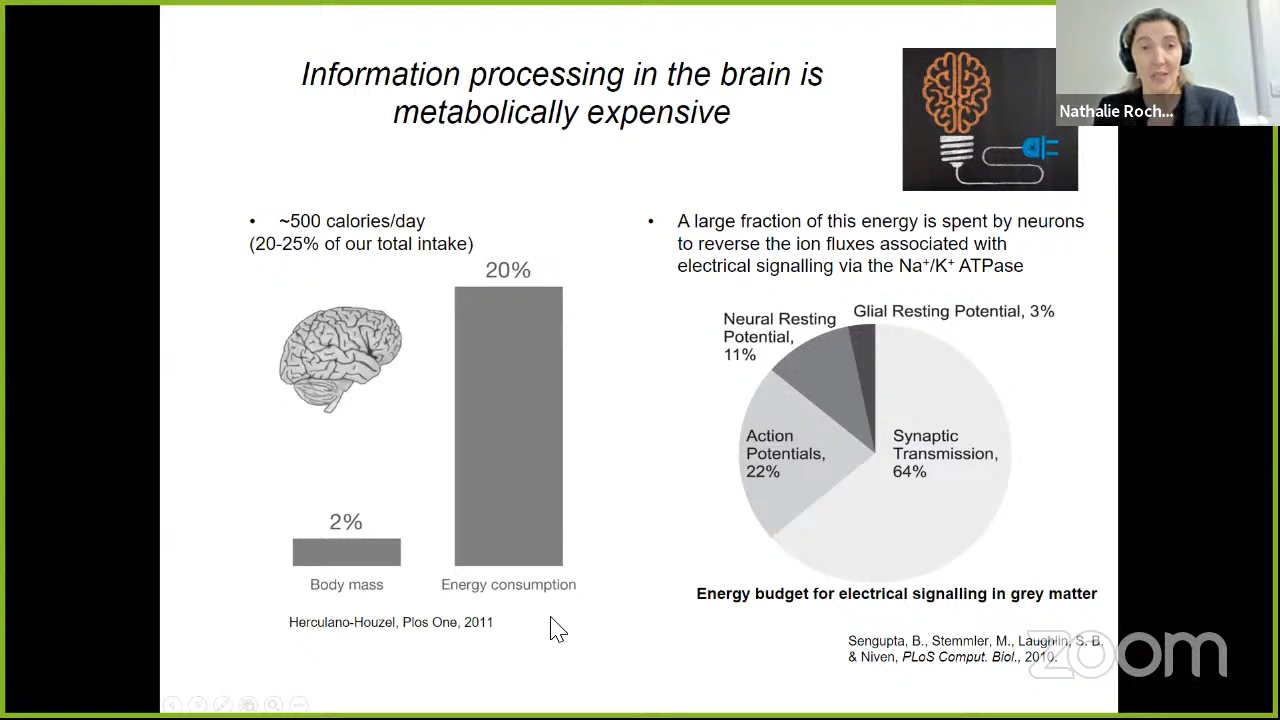 Information processing in the brain is
metabolically expensive
Nathalie Roch...
• ~500 calories/day
(20-25% of our total intake)
20%
2%
Body mass
Energy consumption
Herculano-Houzel, Plos One, 2011
• A large fraction of this energy is spent by neurons
to reverse the ion fluxes associated with
electrical signalling via the Na⁺/K⁺ ATPase
Neural Resting
Potential,
11%
Glial Resting Potential, 3%
Action
Potentials,
22%
Synaptic
Transmission,
64%
Energy budget for electrical signalling in grey matter
Sengupta, B., Stemmler, M., Laughlin, S. B.
& Niven, PLoS Comput. Biol., 2010.
zoom